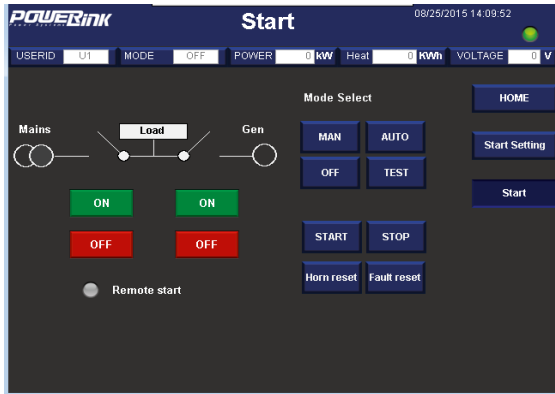 POWERlink Start 08/25/2015 14:09:52
Power Systems
USERID U1 MODE OFF POWER 0 kW Heat 0 KWh VOLTAGE 0 V
Mode Select HOME
Mains Load Gen MAN AUTO
Start Setting
OFF TEST
ON ON Start
OFF OFF START STOP
Horn reset Fault reset
Remote start